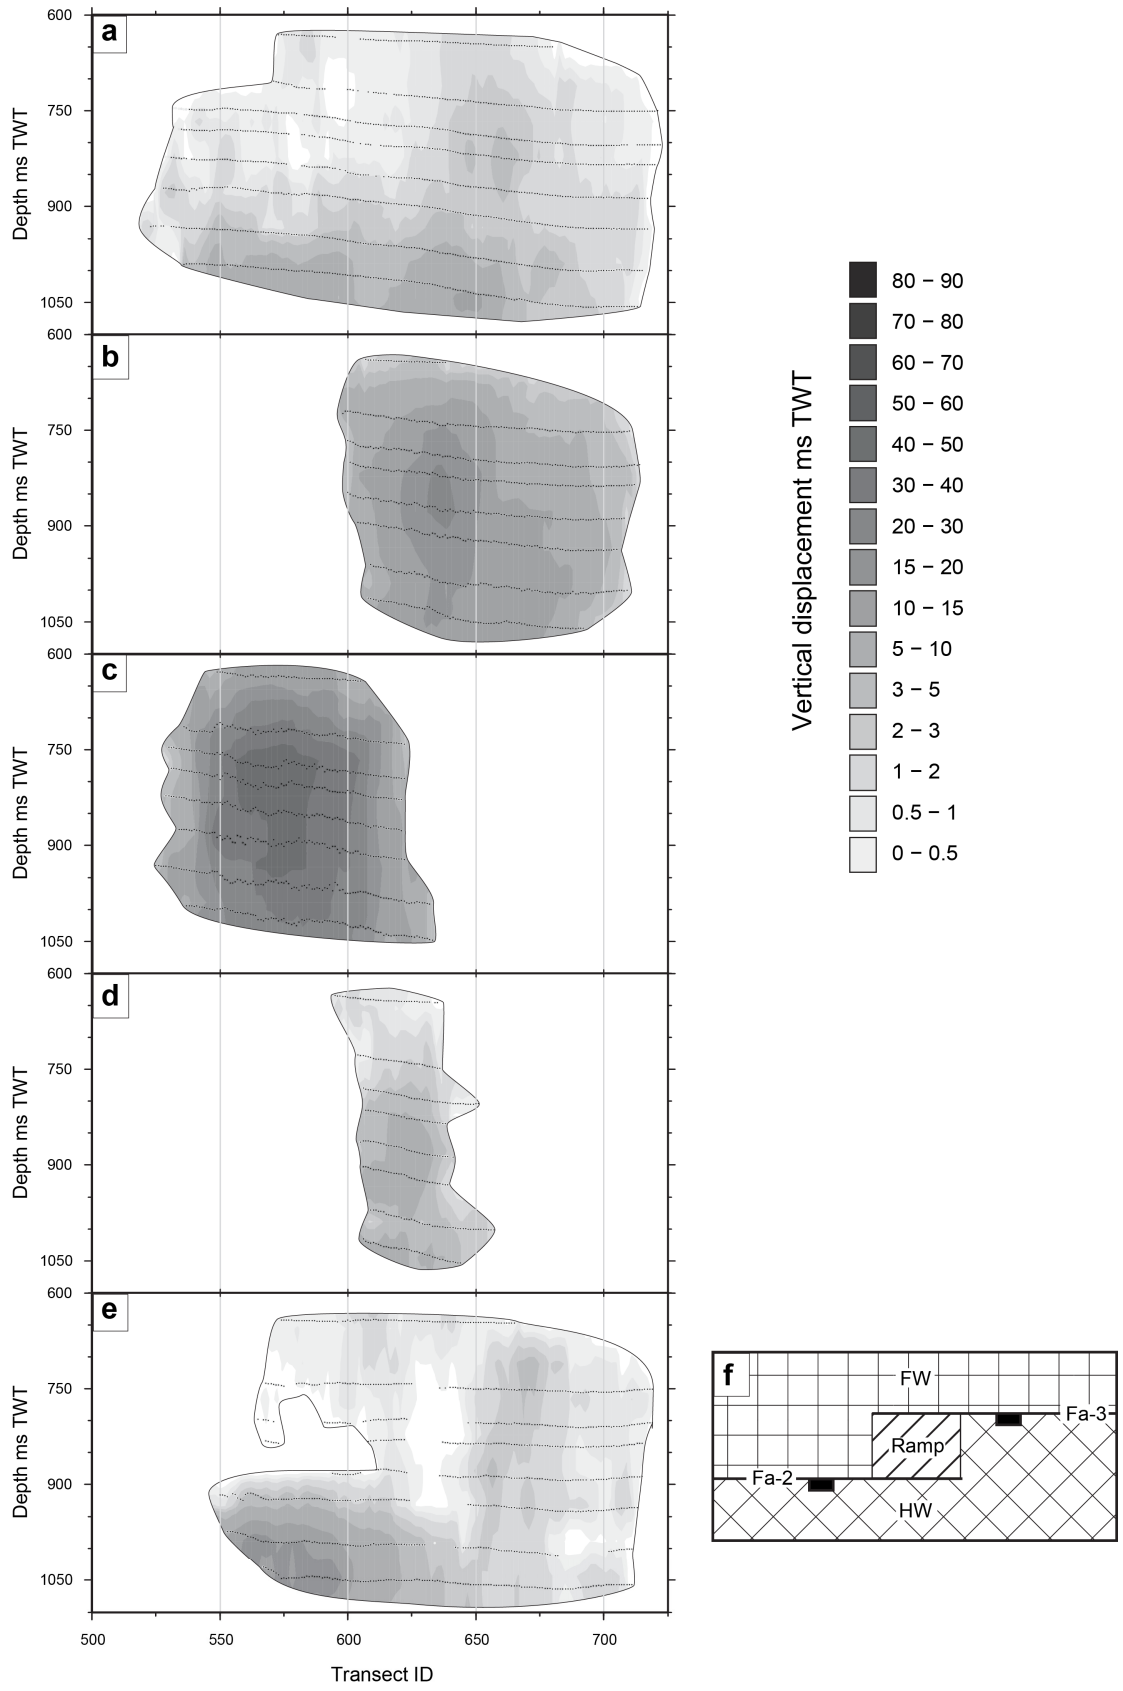 600
a
750
Depth ms TWT
900
1050
600
b
750
Depth ms TWT
900
1050
600
c
750
Depth ms TWT
900
1050
600
d
750
Depth ms TWT
900
1050
600
e
750
Depth ms TWT
900
1050
500 550 600 650 700
Transect ID
Vertical displacement ms TWT
80 – 90
70 – 80
60 – 70
50 – 60
40 – 50
30 – 40
20 – 30
15 – 20
10 – 15
5 – 10
3 – 5
2 – 3
1 – 2
0.5 – 1
0 – 0.5
f
FW
Fa-3
Ramp
Fa-2
HW